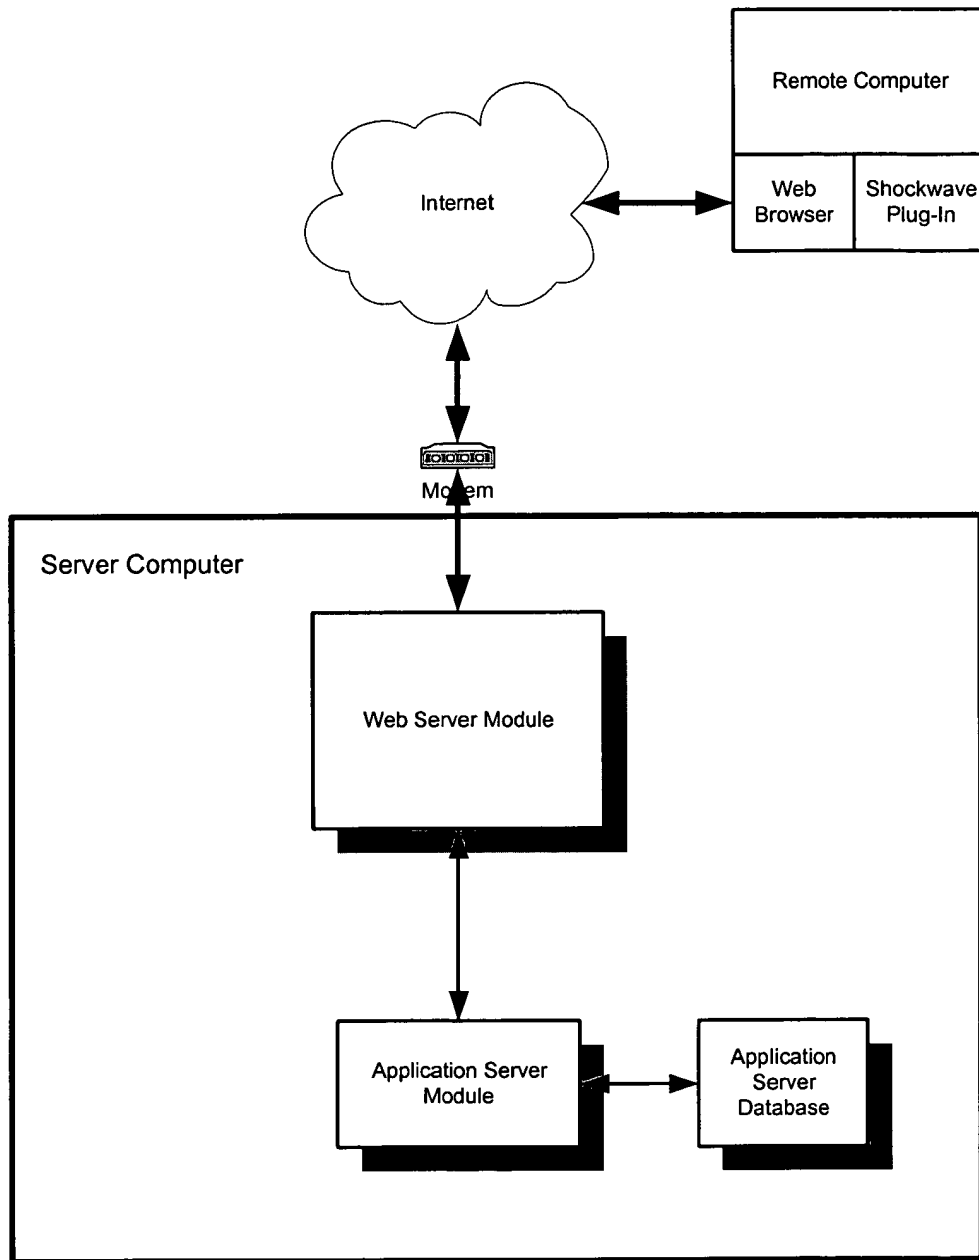 Remote Computer
Internet
Web
Browser
Shockwave
Plug-In
Modem
Server Computer
Web Server Module
Application Server
Module
Application
Server
Database